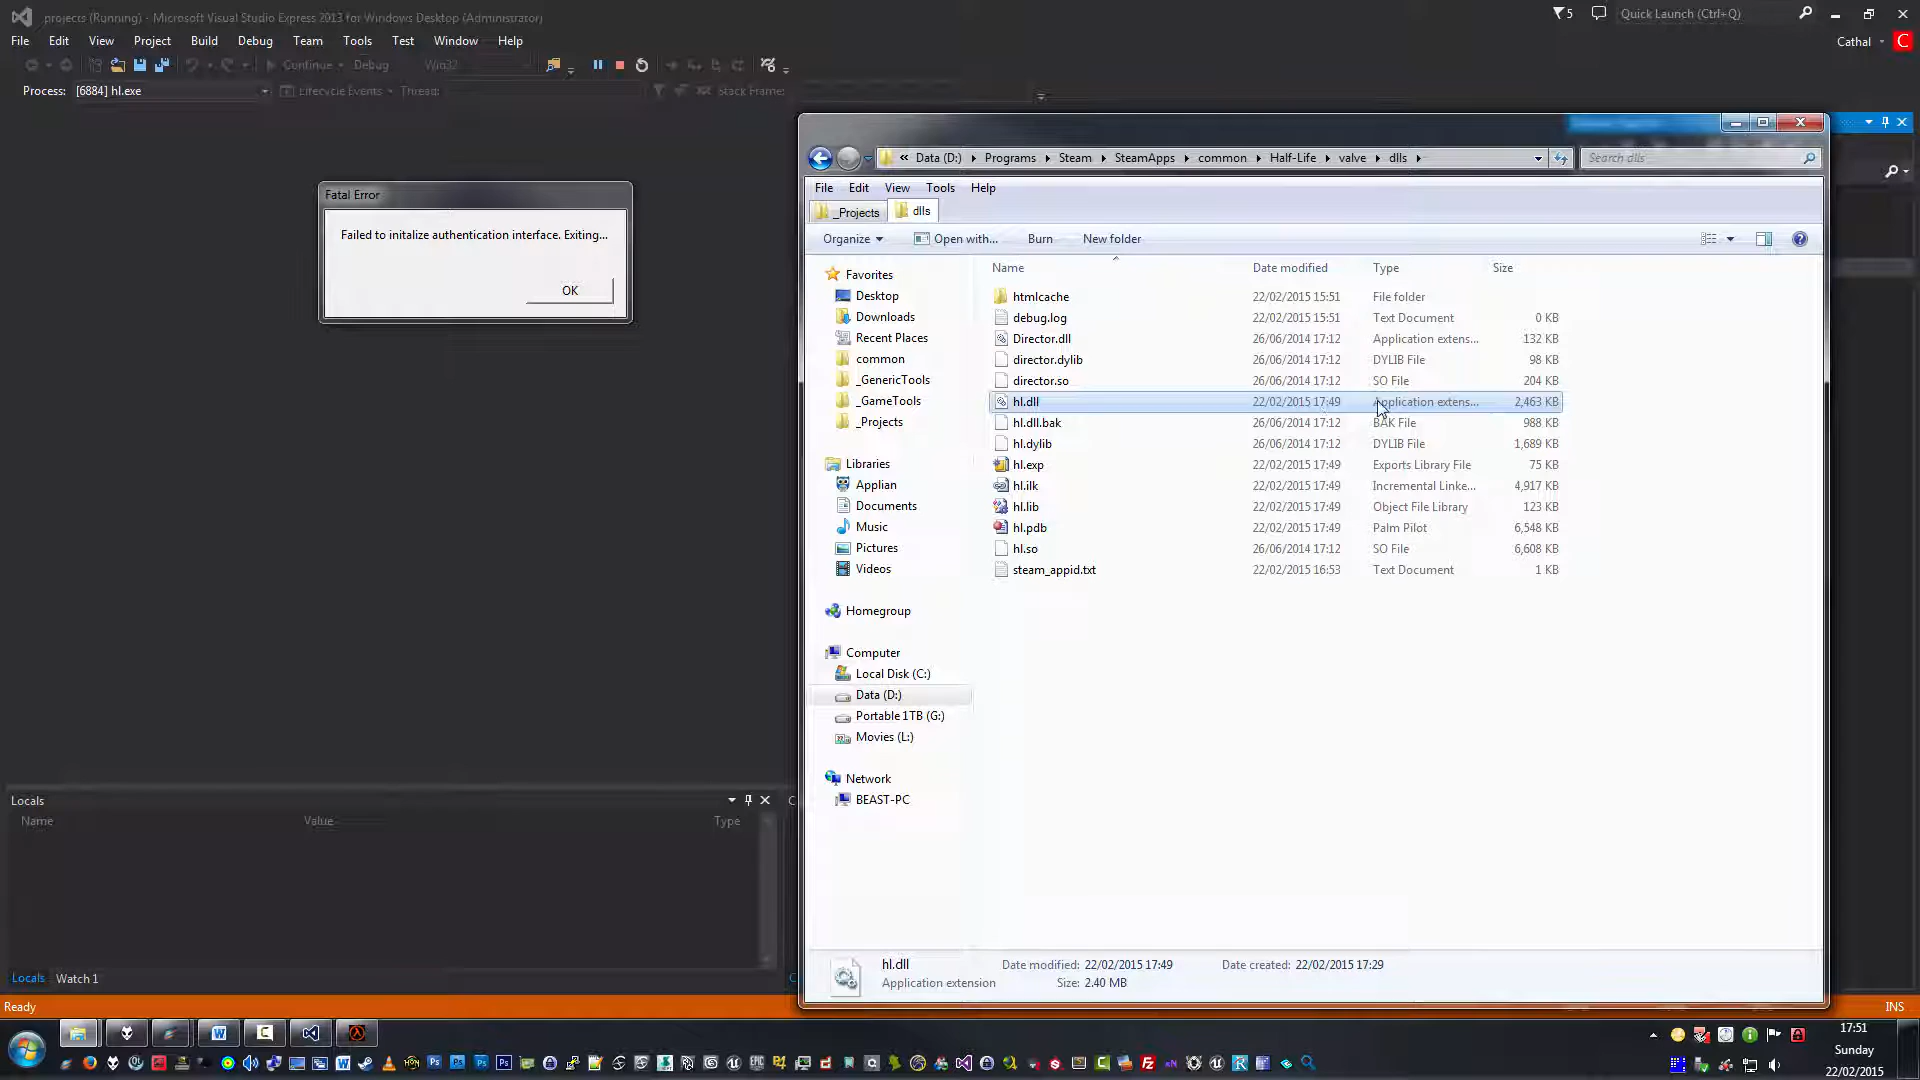 projects (Running) - Microsoft Visual Studio Express 2013 for Windows Desktop (Administrator)
5
Quick Launch (Ctrl+Q)
File Edit View Project Build Debug Team Tools Test Window Help
Cathal C
Continue Debug Win32
Process: [6884] hl.exe Lifecycle Events Thread: Stack Frame:
Fatal Error
Failed to initalize authentication interface. Exiting...
OK
« Data (D:) Programs Steam SteamApps common Half-Life valve dlls
Search dlls
File Edit View Tools Help
_Projects dlls
Organize Open with... Burn New folder
Favorites
Desktop
Downloads
Recent Places
common
_GenericTools
_GameTools
_Projects
Libraries
Applian
Documents
Music
Pictures
Videos
Homegroup
Computer
Local Disk (C:)
Data (D:)
Portable 1TB (G:)
Movies (L:)
Network
BEAST-PC
Name Date modified Type Size
htmlcache 22/02/2015 15:51 File folder
debug.log 22/02/2015 15:51 Text Document 0 KB
Director.dll 26/06/2014 17:12 Application extens... 132 KB
director.dylib 26/06/2014 17:12 DYLIB File 98 KB
director.so 26/06/2014 17:12 SO File 204 KB
hl.dll 22/02/2015 17:49 Application extens... 2,463 KB
hl.dll.bak 26/06/2014 17:12 BAK File 988 KB
hl.dylib 26/06/2014 17:12 DYLIB File 1,689 KB
hl.exp 22/02/2015 17:49 Exports Library File 75 KB
hl.ilk 22/02/2015 17:49 Incremental Linke... 4,917 KB
hl.lib 22/02/2015 17:49 Object File Library 123 KB
hl.pdb 22/02/2015 17:49 Palm Pilot 6,548 KB
hl.so 26/06/2014 17:12 SO File 6,608 KB
steam_appid.txt 22/02/2015 16:53 Text Document 1 KB
hl.dll Date modified: 22/02/2015 17:49 Date created: 22/02/2015 17:29
Application extension Size: 2.40 MB
Locals
Name Value Type
Locals Watch 1
Ready
INS
17:51
Sunday
22/02/2015